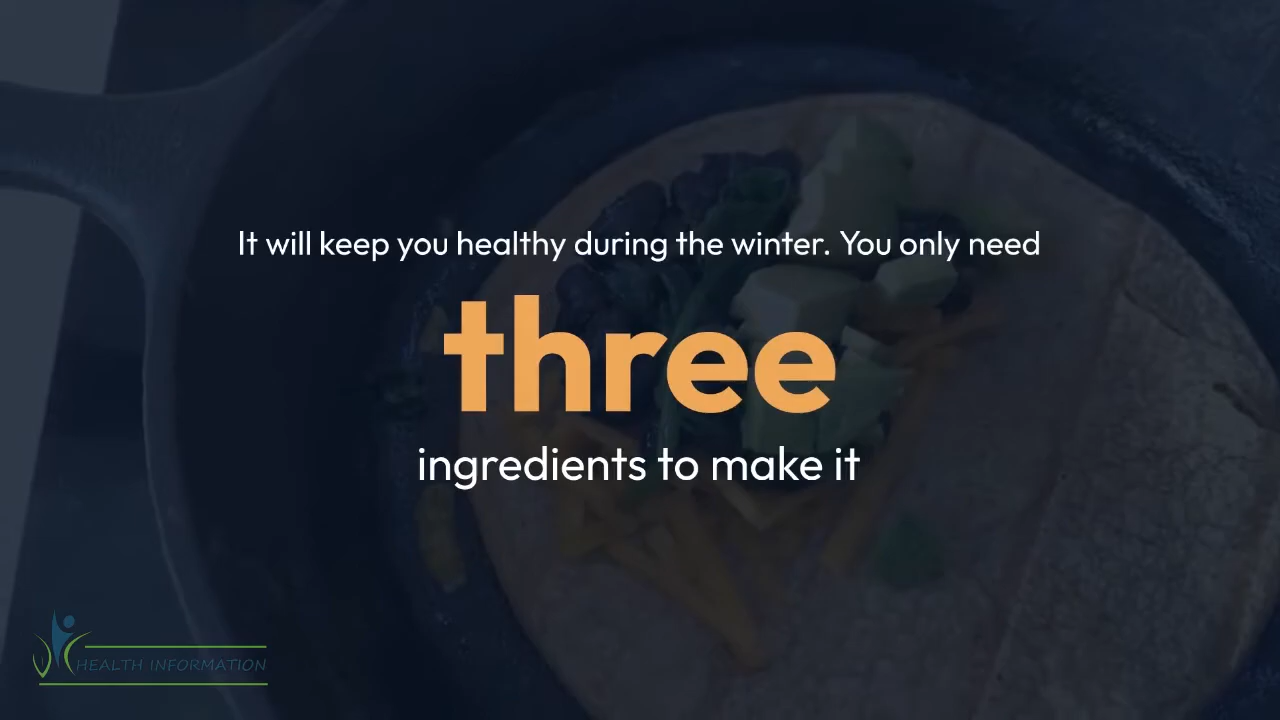 It will keep you healthy during the winter. You only need
three
ingredients to make it
HEALTH INFORMATION